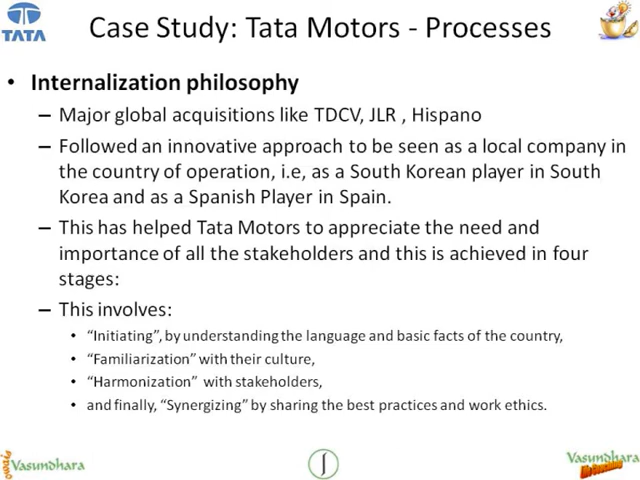 TATA
Case Study: Tata Motors - Processes
• Internalization philosophy
– Major global acquisitions like TDCV, JLR , Hispano
– Followed an innovative approach to be seen as a local company in
the country of operation, i.e, as a South Korean player in South
Korea and as a Spanish Player in Spain.
– This has helped Tata Motors to appreciate the need and
importance of all the stakeholders and this is achieved in four
stages:
– This involves:
• “Initiating”, by understanding the language and basic facts of the country,
• “Familiarization” with their culture,
• “Harmonization”  with stakeholders,
• and finally, “Synergizing” by sharing the best practices and work ethics.
Vasundhara
Vasundhara